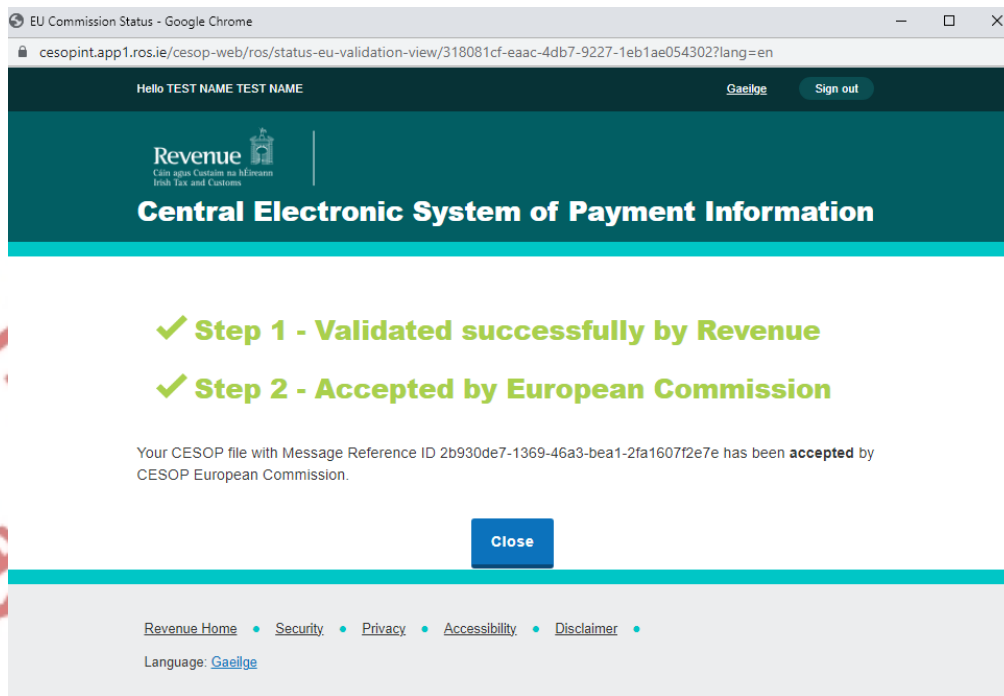 EU Commission Status - Google Chrome
cesopint.app1.ros.ie/cesop-web/ros/status-eu-validation-view/318081cf-eaac-4db7-9227-1eb1ae054302?lang=en
Hello TEST NAME TEST NAME Gaeilge Sign out
Revenue
Cáin agus Custaim na hÉireann
Irish Tax and Customs
Central Electronic System of Payment Information
Step 1 - Validated successfully by Revenue
Step 2 - Accepted by European Commission
Your CESOP file with Message Reference ID 2b930de7-1369-46a3-bea1-2fa1607f2e7e has been accepted by
CESOP European Commission.
Close
Revenue Home • Security • Privacy • Accessibility • Disclaimer •
Language: Gaeilge